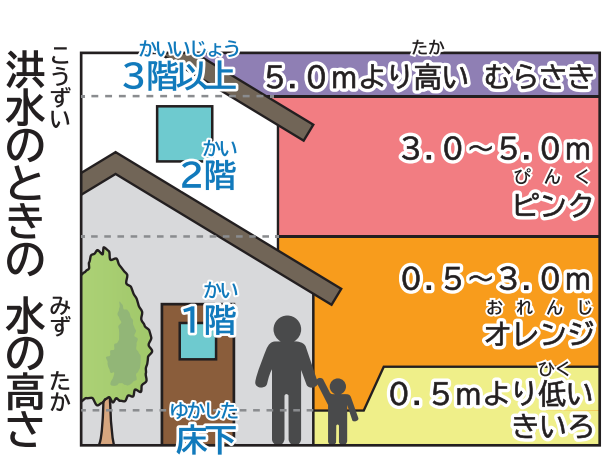 洪水のときの 水の高さ
こうずい みず たか
かいいじょう
3階以上
たか
5.0mより高い むらさき
かい
2階
3.0～5.0m
ぴんく
ピンク
かい
1階
0.5～3.0m
おれんじ
オレンジ
ひく
0.5mより低い
きいろ
ゆかした
床下